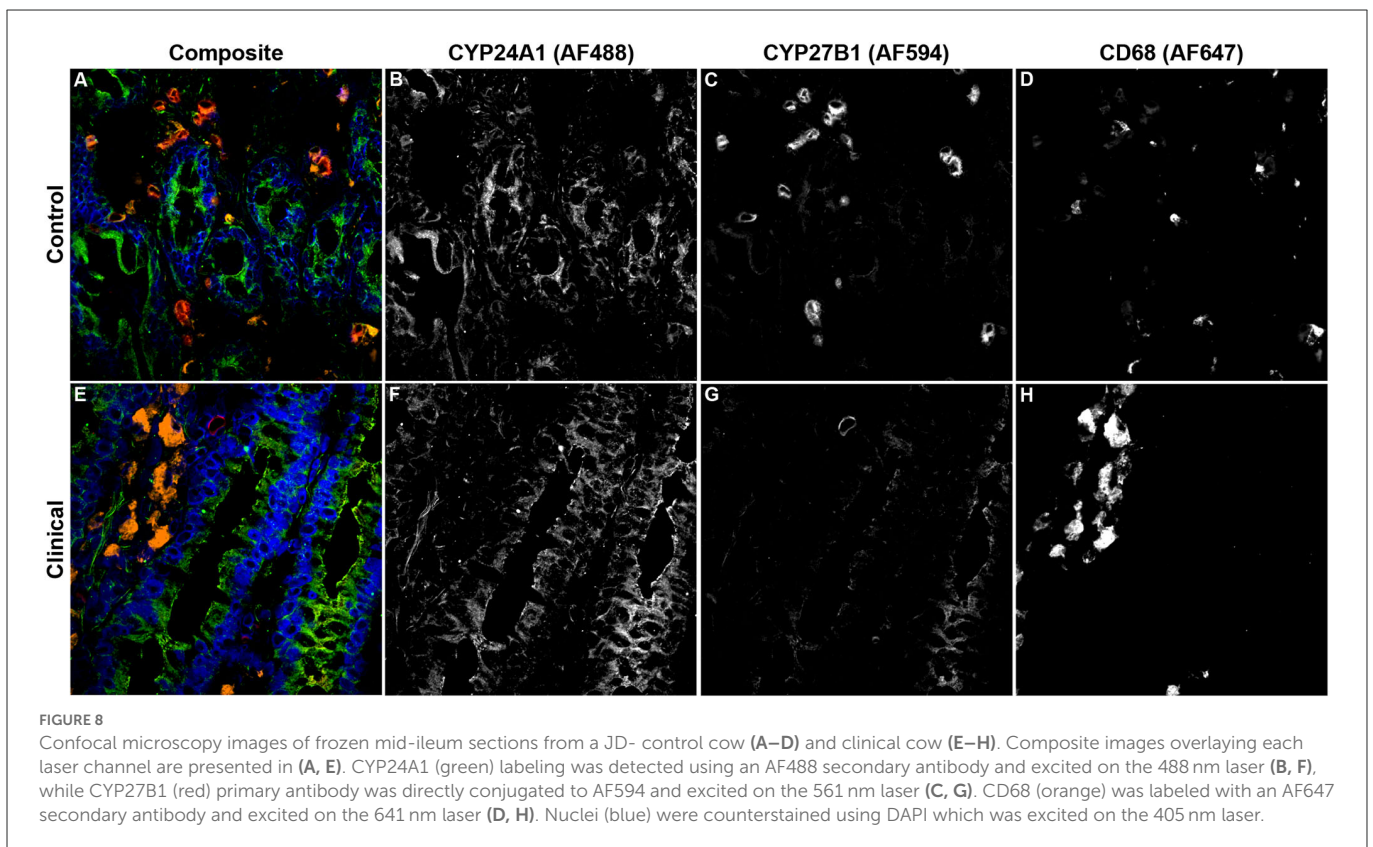 Composite CYP24A1 (AF488) CYP27B1 (AF594) CD68 (AF647)
Control
A B C D
Clinical
E F G H
FIGURE 8
Confocal microscopy images of frozen mid-ileum sections from a JD- control cow (A–D) and clinical cow (E–H). Composite images overlaying each
laser channel are presented in (A, E). CYP24A1 (green) labeling was detected using an AF488 secondary antibody and excited on the 488 nm laser (B, F),
while CYP27B1 (red) primary antibody was directly conjugated to AF594 and excited on the 561 nm laser (C, G). CD68 (orange) was labeled with an AF647
secondary antibody and excited on the 641 nm laser (D, H). Nuclei (blue) were counterstained using DAPI which was excited on the 405 nm laser.